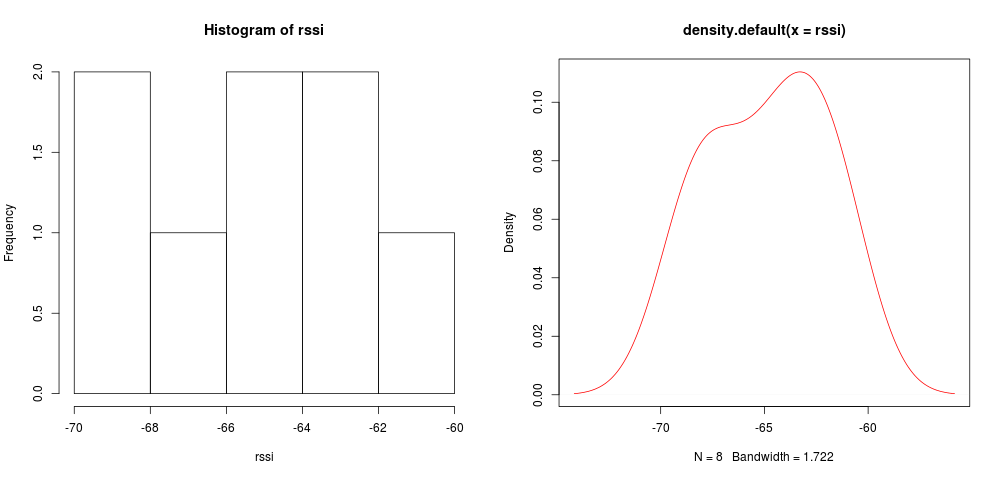 Histogram of rssi
Frequency
2.0
1.5
1.0
0.5
0.0
-70 -68 -66 -64 -62 -60
rssi
density.default(x = rssi)
Density
0.10
0.08
0.06
0.04
0.02
0.00
-70 -65 -60
N = 8 Bandwidth = 1.722